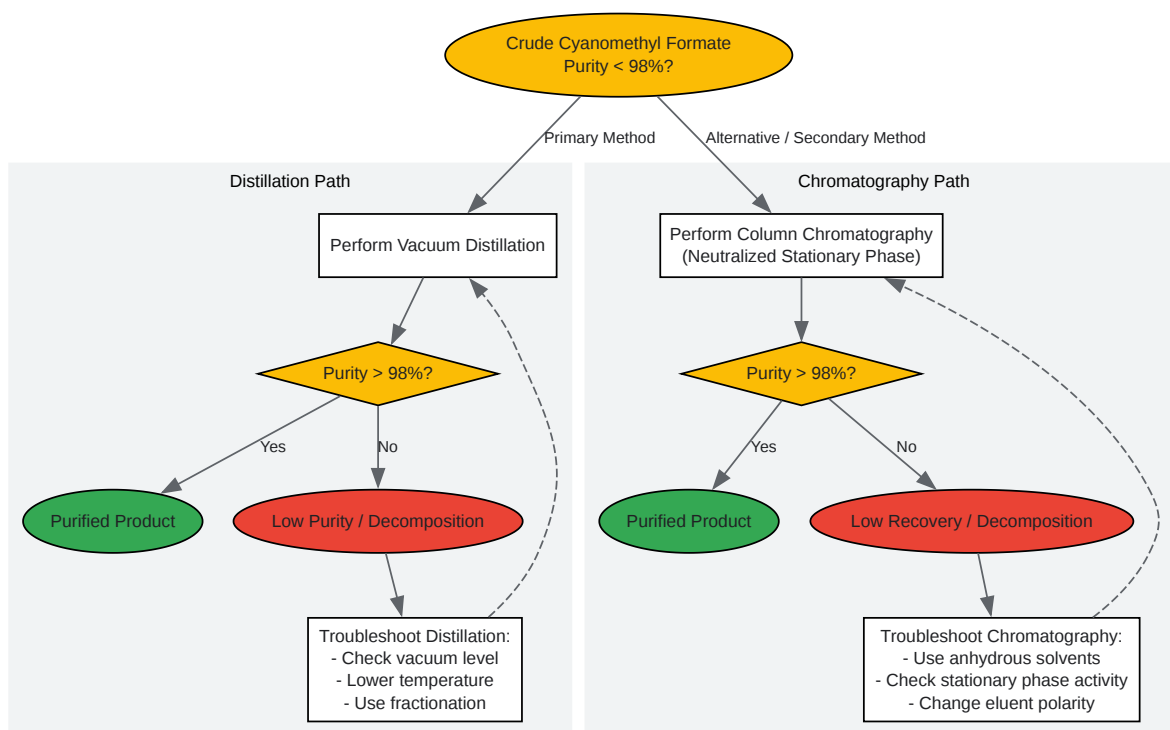 Crude Cyanomethyl Formate
Purity < 98%?
Primary Method
Alternative / Secondary Method
Distillation Path
Perform Vacuum Distillation
Purity > 98%?
Yes
No
Purified Product
Low Purity / Decomposition
Troubleshoot Distillation:
- Check vacuum level
- Lower temperature
- Use fractionation
Chromatography Path
Perform Column Chromatography
(Neutralized Stationary Phase)
Purity > 98%?
Yes
No
Purified Product
Low Recovery / Decomposition
Troubleshoot Chromatography:
- Use anhydrous solvents
- Check stationary phase activity
- Change eluent polarity